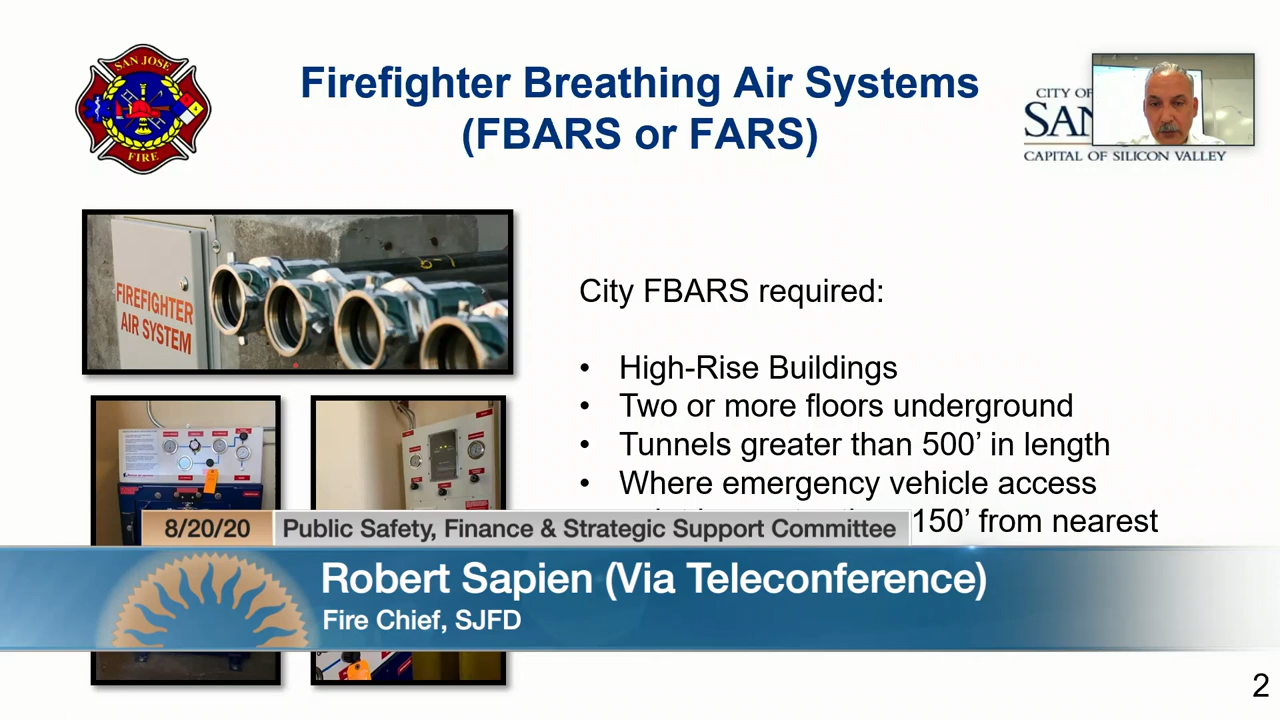 SAN JOSE
FIRE
Firefighter Breathing Air Systems
(FBARS or FARS)
CITY OF
SAN
CAPITAL OF SILICON VALLEY
FIREFIGHTER
AIR SYSTEM
City FBARS required:
• High-Rise Buildings
• Two or more floors underground
• Tunnels greater than 500’ in length
• Where emergency vehicle access
150’ from nearest
8/20/20 Public Safety, Finance & Strategic Support Committee
Robert Sapien (Via Teleconference)
Fire Chief, SJFD
2